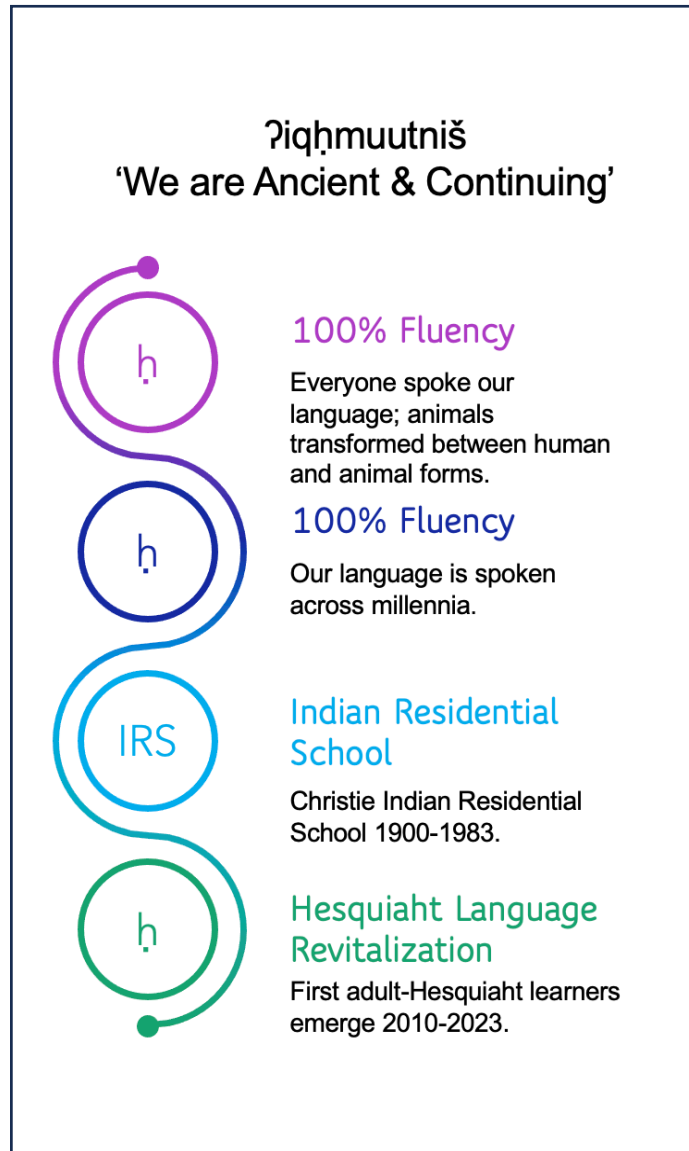 ʔiqḥmuutniš
‘We are Ancient & Continuing’
ḥ
100% Fluency
Everyone spoke our
language; animals
transformed between human
and animal forms.
ḥ
100% Fluency
Our language is spoken
across millennia.
IRS
Indian Residential
School
Christie Indian Residential
School 1900-1983.
ḥ
Hesquiaht Language
Revitalization
First adult-Hesquiaht learners
emerge 2010-2023.